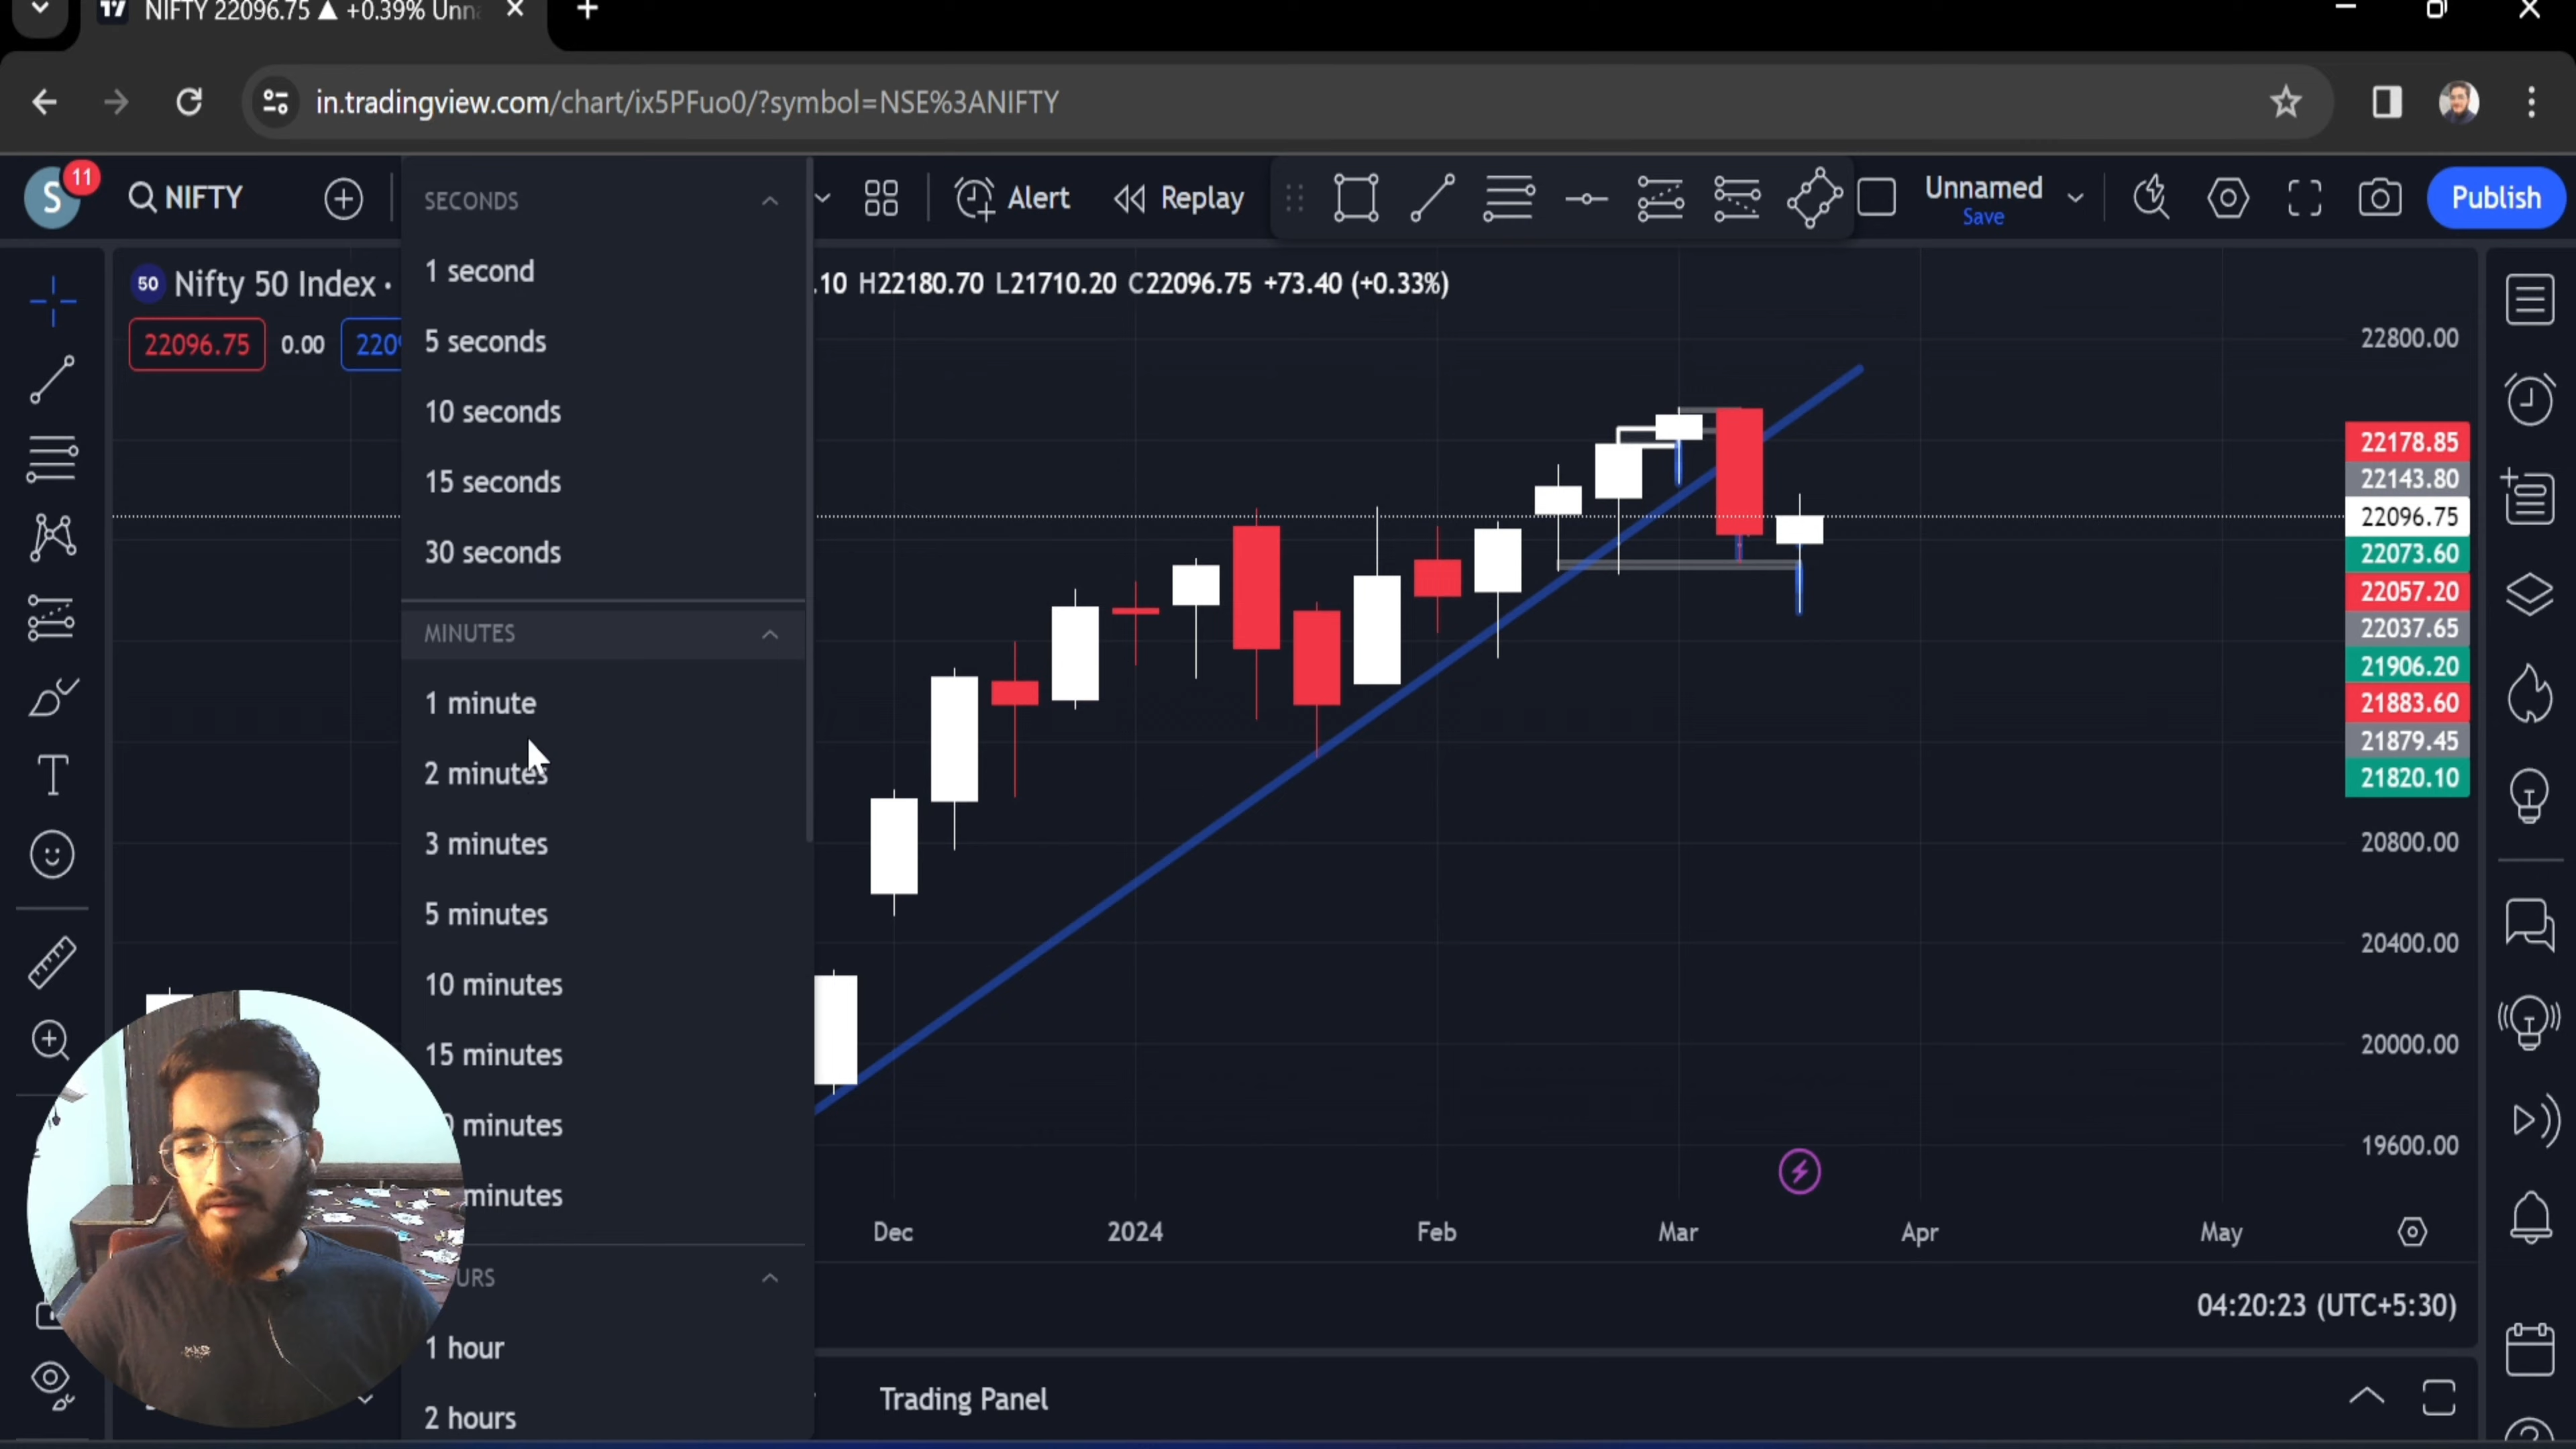 NIFTY 22096.75 ▲ +0.39% Unna
in.tradingview.com/chart/ix5PFuo0/?symbol=NSE%3ANIFTY
S
11
NIFTY
Alert
Replay
Unnamed
Save
Publish
50 Nifty 50 Index ·
.10 H22180.70 L21710.20 C22096.75 +73.40 (+0.33%)
22096.75
0.00
220
SECONDS
1 second
5 seconds
10 seconds
15 seconds
30 seconds
MINUTES
1 minute
2 minutes
3 minutes
5 minutes
10 minutes
15 minutes
minutes
minutes
URS
1 hour
2 hours
22800.00
22178.85
22143.80
22096.75
22073.60
22057.20
22037.65
21906.20
21883.60
21879.45
21820.10
20800.00
20400.00
20000.00
19600.00
Dec
2024
Feb
Mar
Apr
May
04:20:23 (UTC+5:30)
Trading Panel